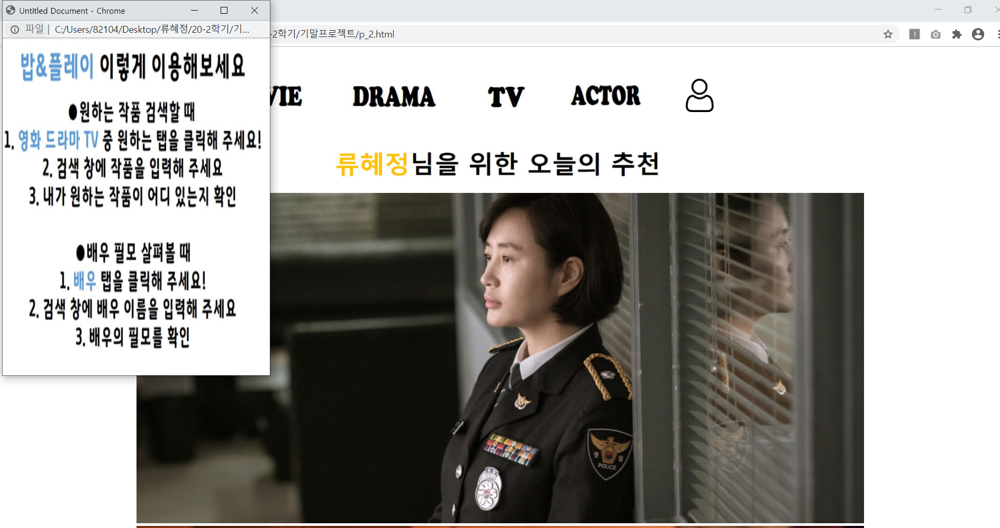 Untitled Document - Chrome
파일 | C:/Users/82104/Desktop/류혜정/20-2학기/기...
밥&플레이 이렇게 이용해보세요
●원하는 작품 검색할 때
1. 영화 드라마 TV 중 원하는 탭을 클릭해 주세요!
2. 검색 창에 작품을 입력해 주세요
3. 내가 원하는 작품이 어디 있는지 확인
●배우 필모 살펴볼 때
1. 배우 탭을 클릭해 주세요!
2. 검색 창에 배우 이름을 입력해 주세요
3. 배우의 필모를 확인
-2학기/기말프로젝트/p_2.html
VIE DRAMA TV ACTOR
류혜정님을 위한 오늘의 추천
경찰
POLICE